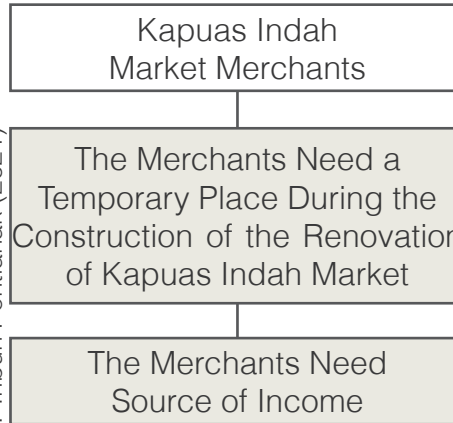 Kapuas Indah
Market Merchants
The Merchants Need a
Temporary Place During the
Construction of the Renovation
of Kapuas Indah Market
The Merchants Need
Source of Income